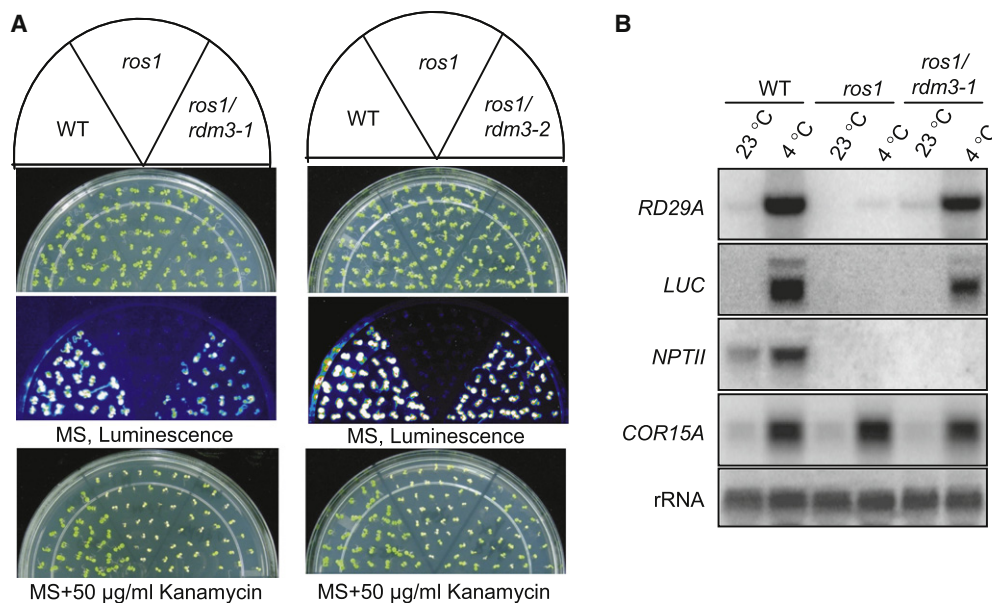 A
WT
ros1
ros1/
rdm3-1
WT
ros1
ros1/
rdm3-2
MS, Luminescence
MS, Luminescence
MS+50 µg/ml Kanamycin
MS+50 µg/ml Kanamycin
B
WT
ros1
ros1/
rdm3-1
23 °C
4 °C
23 °C
4 °C
23 °C
4 °C
RD29A
LUC
NPTII
COR15A
rRNA